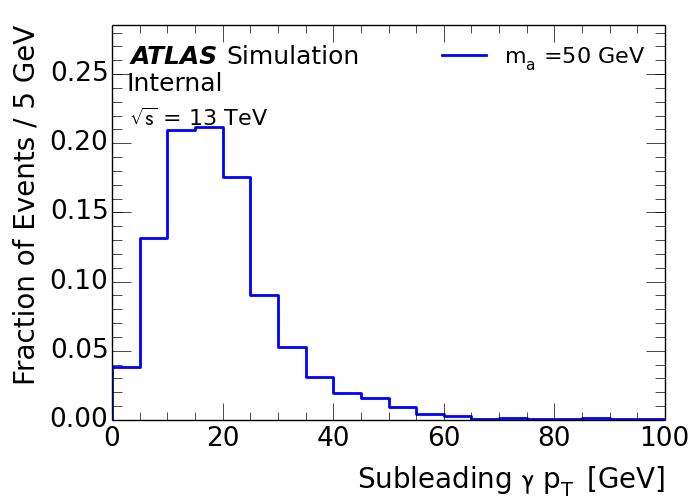 ATLAS Simulation
Internal
√s = 13 TeV
mₐ =50 GeV
Fraction of Events / 5 GeV
0.25
0.20
0.15
0.10
0.05
0.00
0 20 40 60 80 100
Subleading γ p_T [GeV]